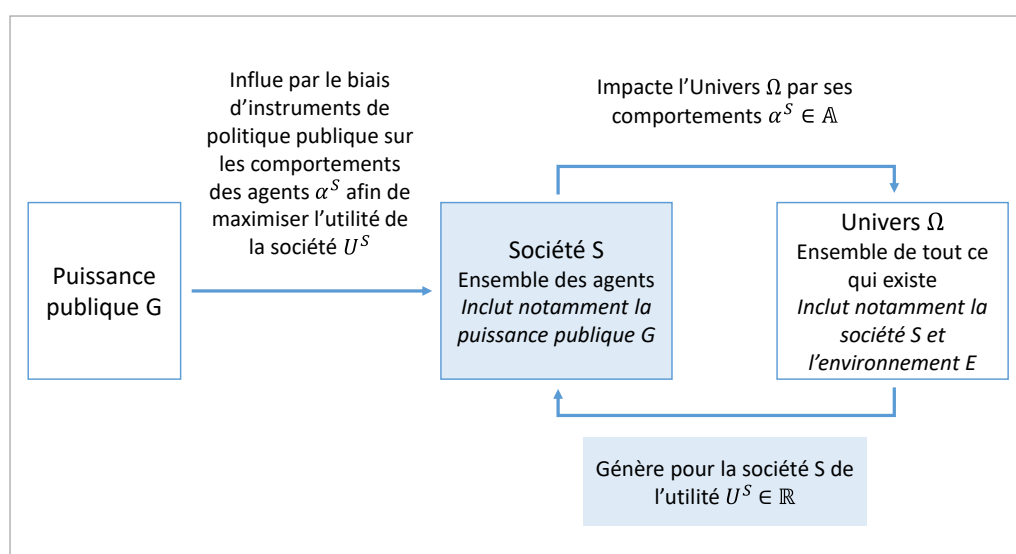 Influe par le biais
d’instruments de
politique publique sur
les comportements
des agents α^S afin de
maximiser l’utilité de
la société U^S
Impacte l’Univers Ω par ses
comportements α^S ∈ 𝔸
Puissance
publique G
Société S
Ensemble des agents
Inclut notamment la
puissance publique G
Univers Ω
Ensemble de tout ce
qui existe
Inclut notamment la
société S et
l’environnement E
Génère pour la société S de
l’utilité U^S ∈ ℝ